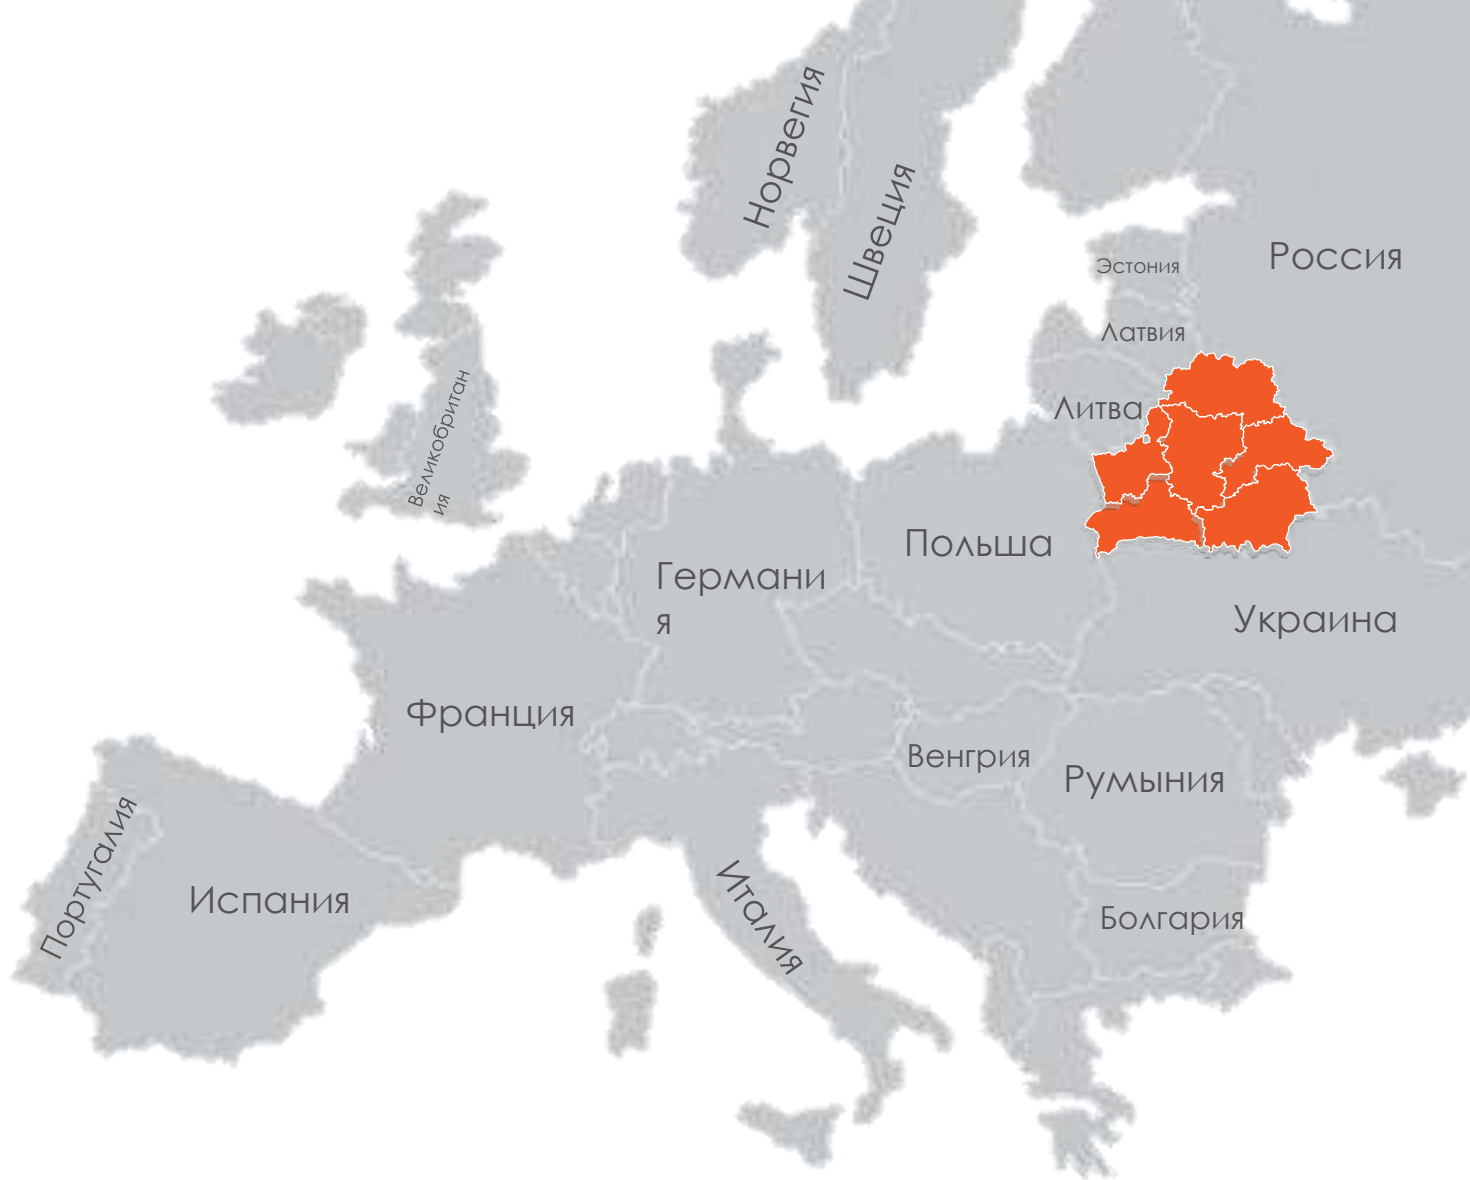 Норвегия
Швеция
Россия
Эстония
Латвия
Литва
Великобритан
ия
Польша
Германи
я
Украина
Франция
Венгрия
Румыния
Португалия
Испания
Италия
Болгария